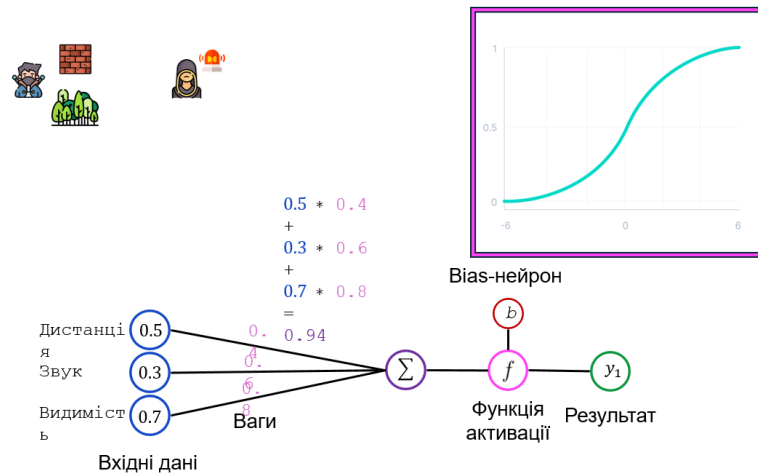 1
0.5
0
-6
0
6
0.5 * 0.4
+
0.3 * 0.6
+
0.7 * 0.8
=
0.94
Bias-нейрон
b
Дистанці
я
0.5
0.
4
Звук
0.3
0.
6
Видиміст
ь
0.7
0.
8
Ваги
Σ
f
y₁
Функція
активації
Результат
Вхідні дані